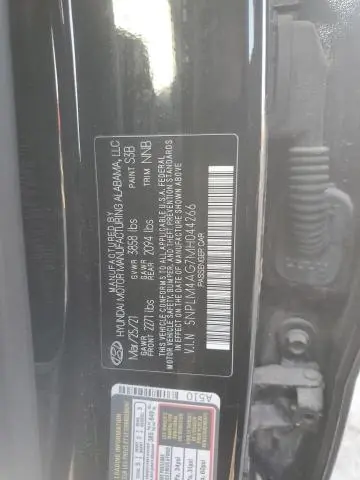 MANUFACTURED BY
HYUNDAI MOTOR MANUFACTURING ALABAMA, LLC
Mar/25/21 GVWR 3858 lbs PAINT S3B
GAWR FRONT 2271 lbs GAWR REAR 2094 lbs TRIM NNB
THIS VEHICLE CONFORMS TO ALL APPLICABLE U.S.A. FEDERAL
MOTOR VEHICLE SAFETY, BUMPER, AND THEFT PREVENTION STANDARDS
IN EFFECT ON THE DATE OF MANUFACTURE SHOWN ABOVE
V.I.N 5NPLM4AG7MH044266
PASSENGER CAR
A510